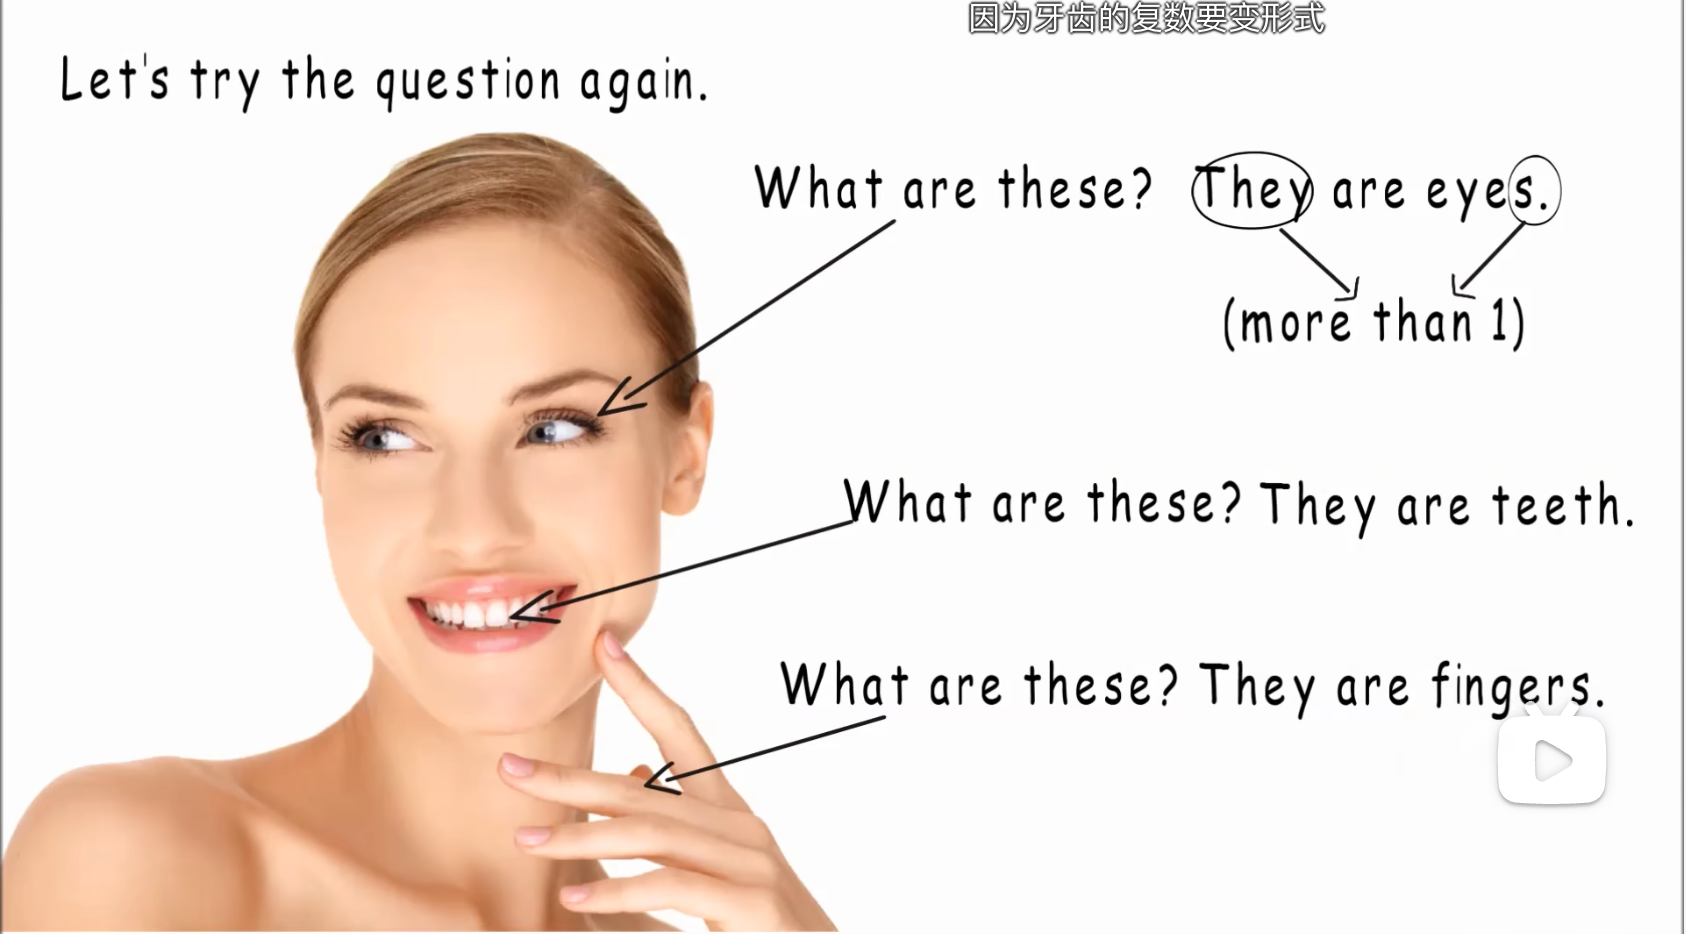 因为牙齿的复数要变形式
Let's try the question again.
What are these? They are eyes.
(more than 1)
What are these? They are teeth.
What are these? They are fingers.